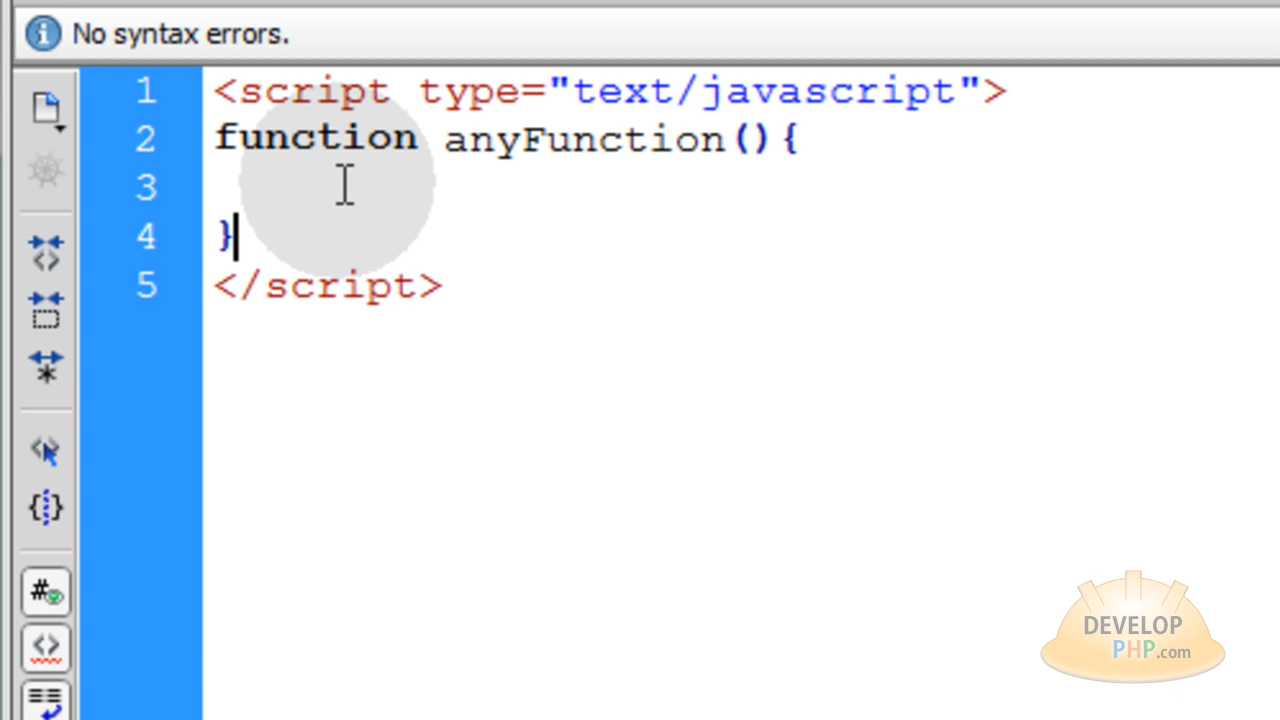 No syntax errors.
1 <script type="text/javascript">
2 function anyFunction(){
3
4 }
5 </script>
DEVELOP
PHP.com